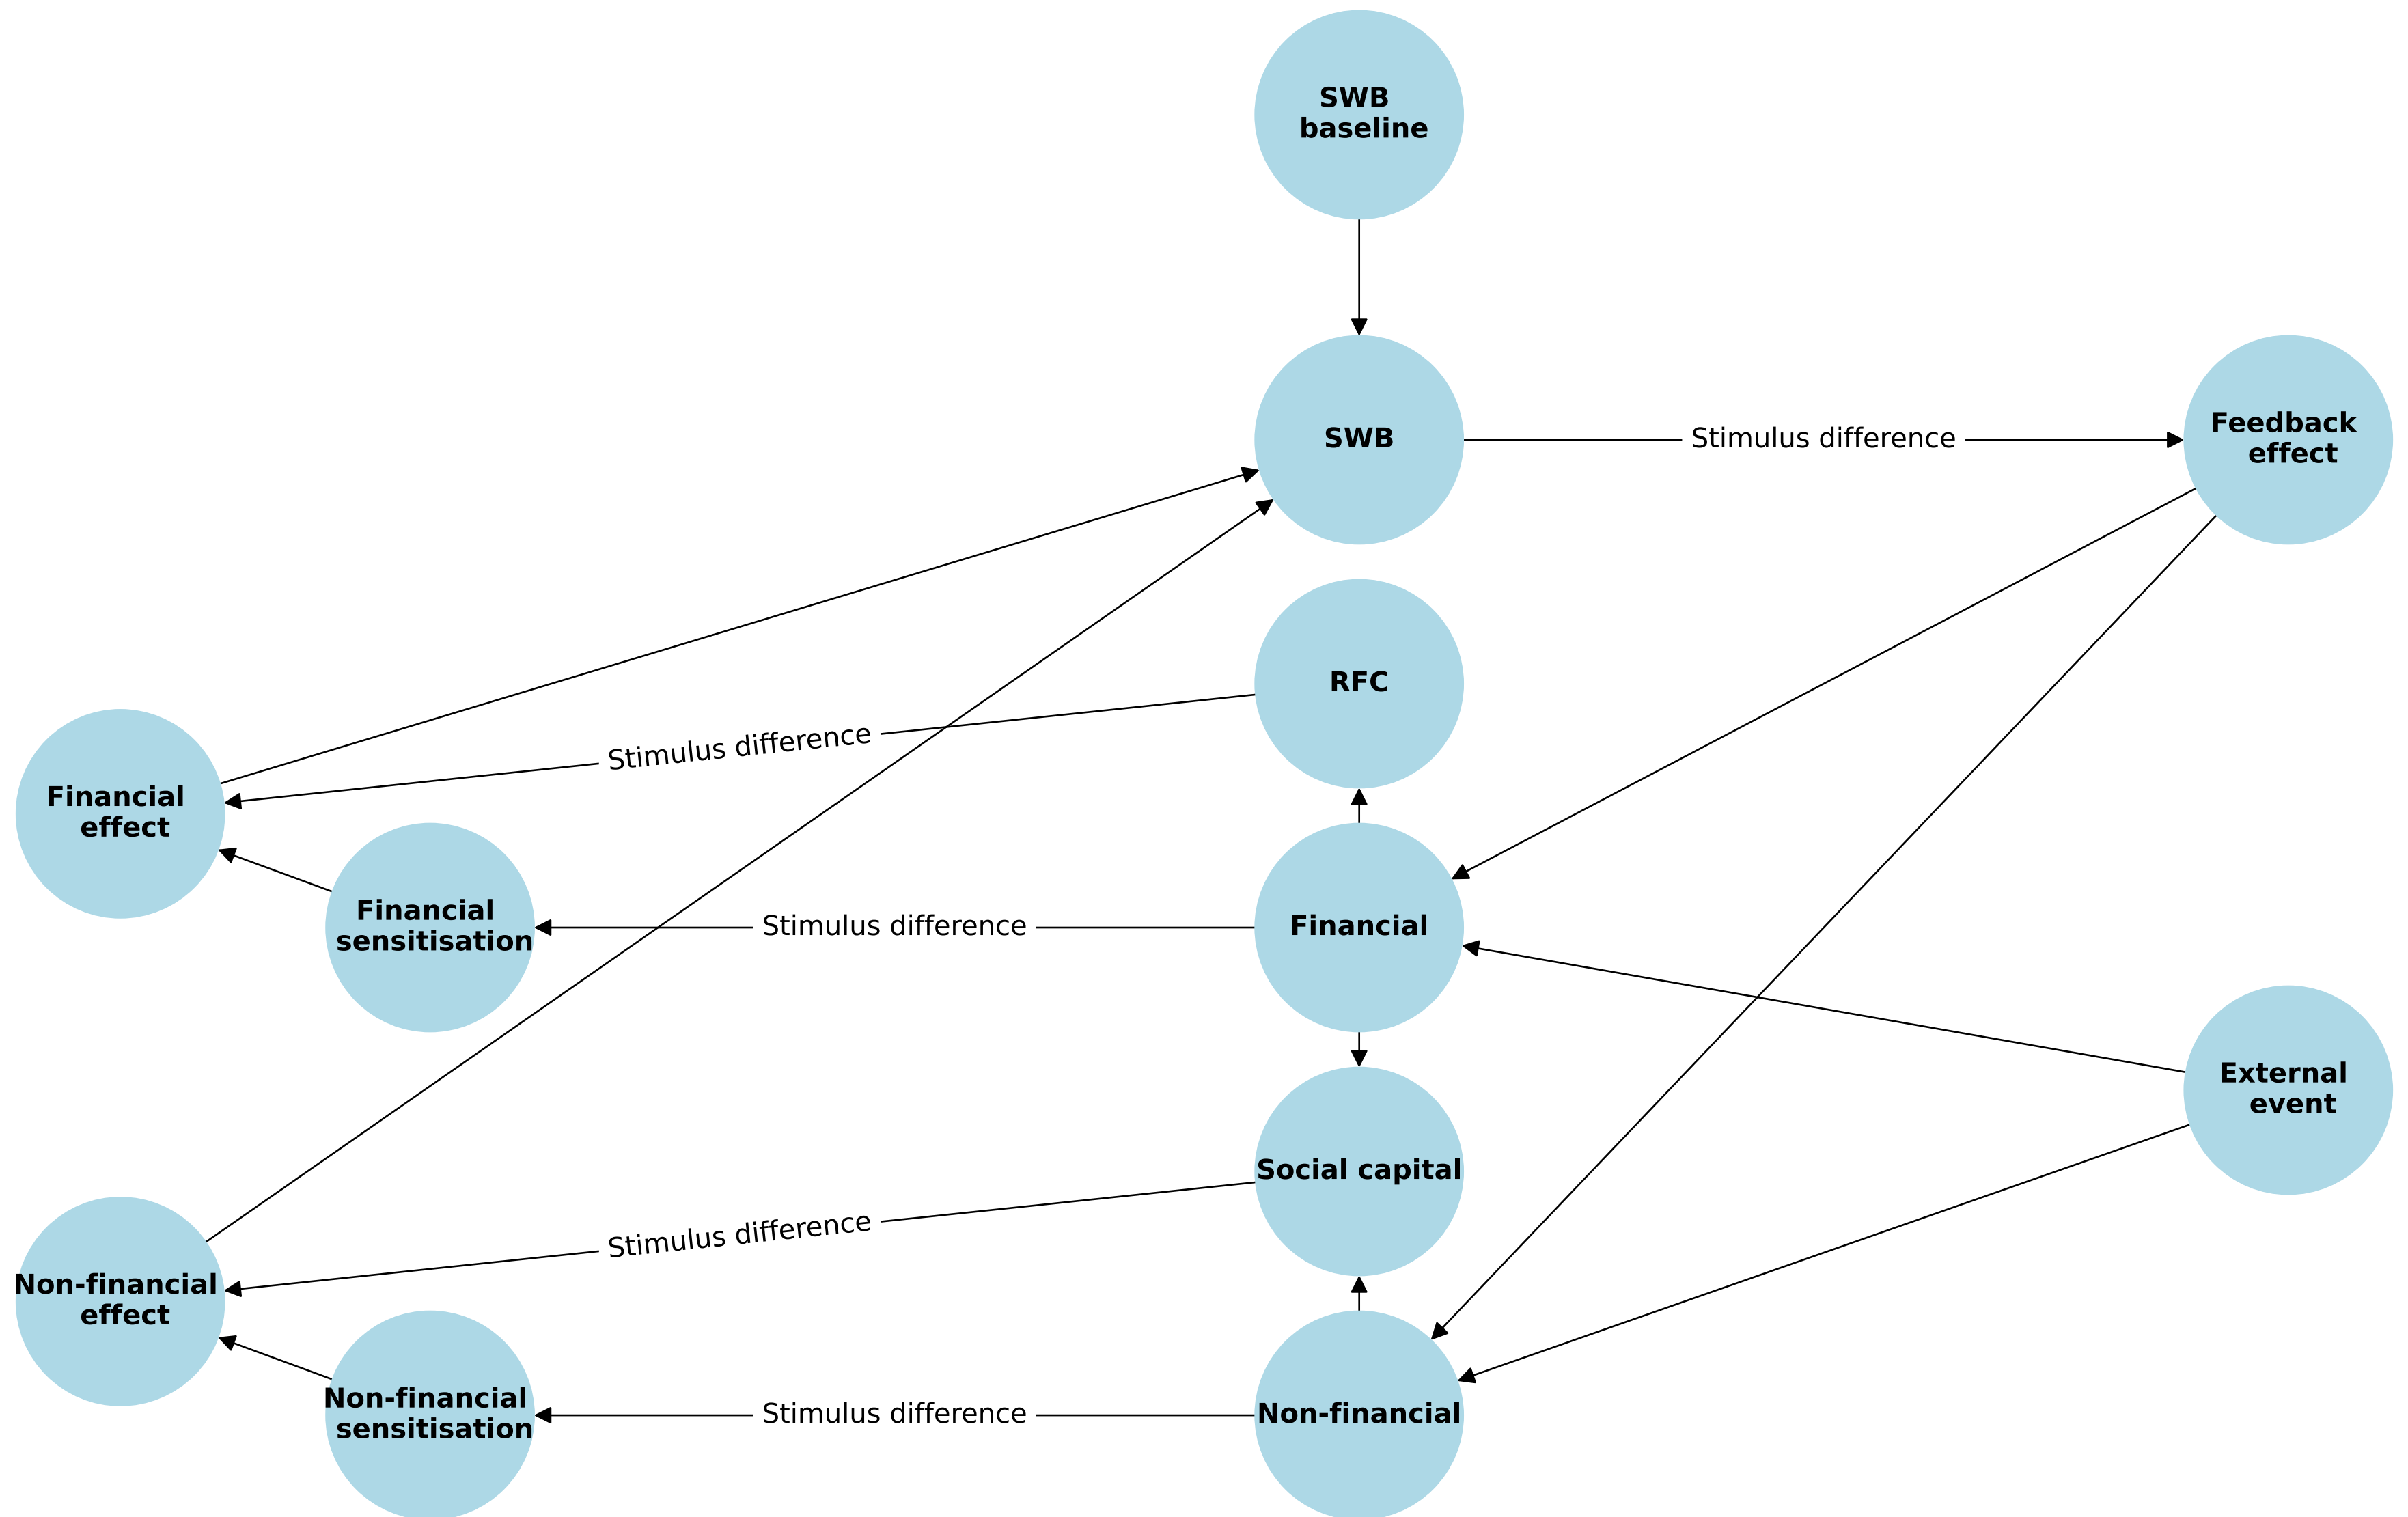 SWB
baseline
SWB
Stimulus difference
Feedback
effect
RFC
Stimulus difference
Financial
effect
Financial
sensitisation
Stimulus difference
Financial
External
event
Social capital
Stimulus difference
Non-financial
effect
Non-financial
sensitisation
Stimulus difference
Non-financial